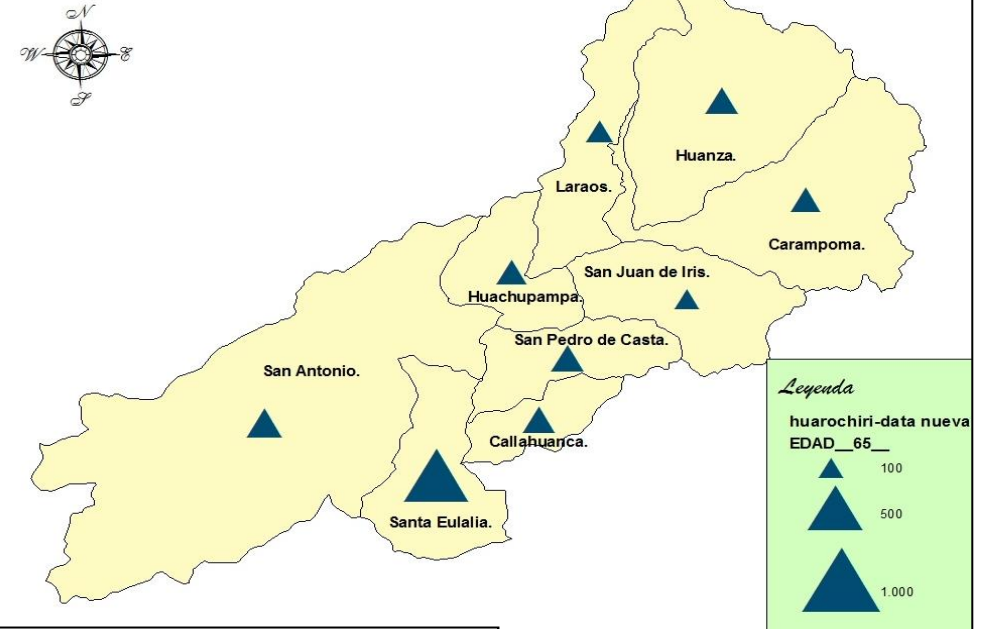 N
W E
S
Huanza.
Laraos.
Carampoma.
San Juan de Iris.
Huachupampa.
San Pedro de Casta.
San Antonio.
Callahuanca.
Santa Eulalia.
Leyenda
huarochiri-data nueva
EDAD__65__
100
500
1.000